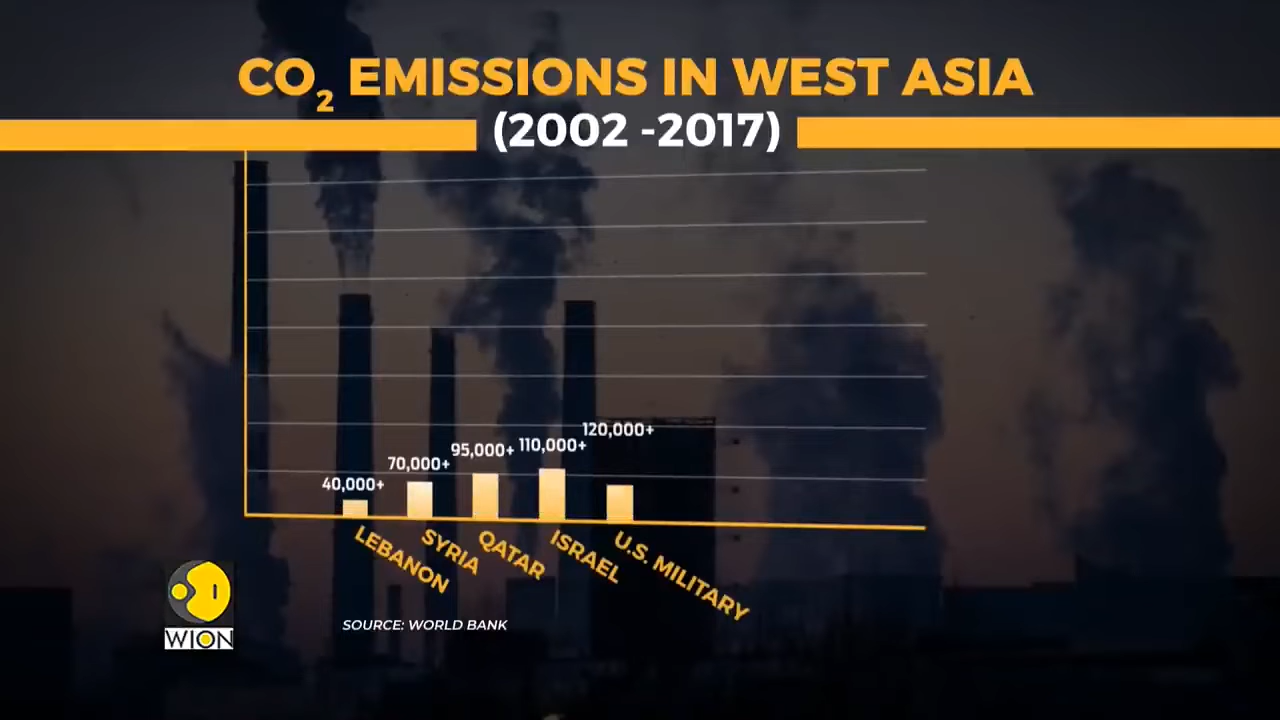 CO₂ EMISSIONS IN WEST ASIA
(2002 -2017)
40,000+
70,000+
95,000+
110,000+
120,000+
LEBANON
SYRIA
QATAR
ISRAEL
U.S. MILITARY
SOURCE: WORLD BANK
WION